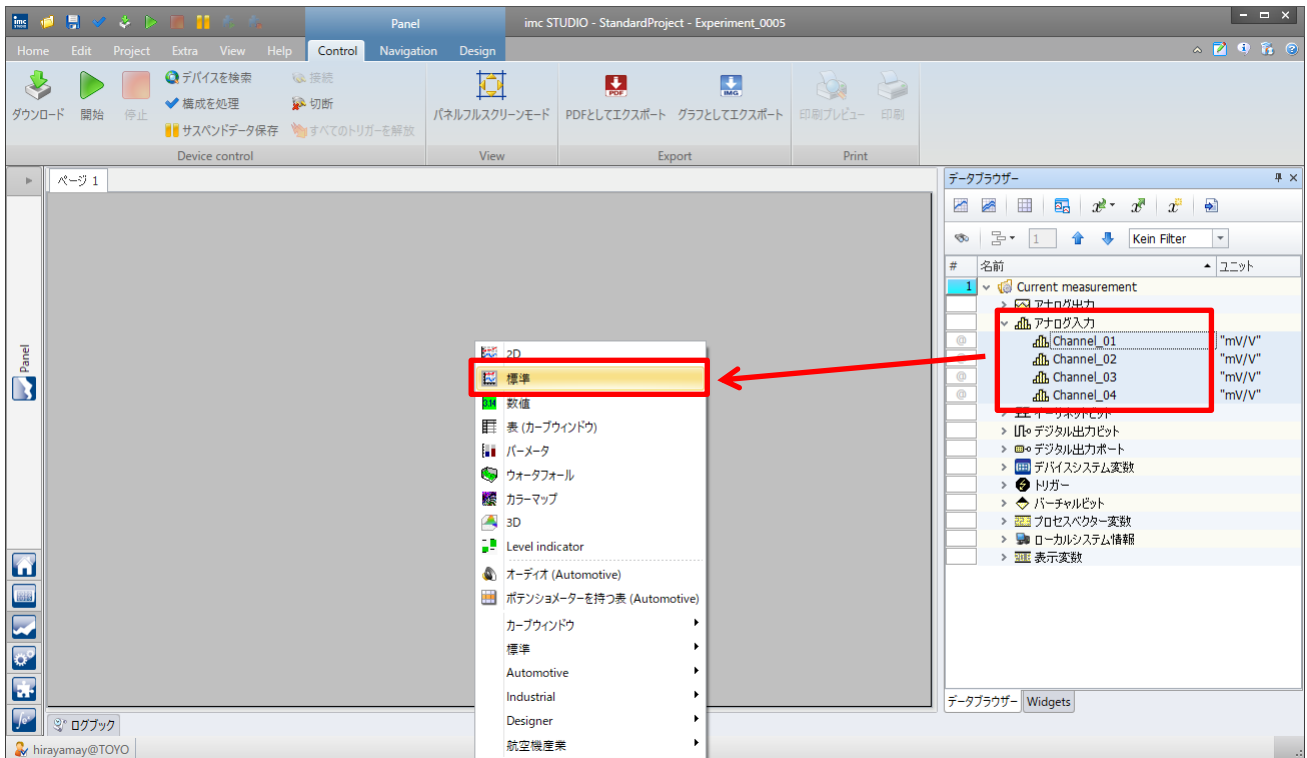 imc STUDIO
Panel
imc STUDIO - StandardProject - Experiment_0005
Home Edit Project Extra View Help Control Navigation Design
ダウンロード 開始 停止
デバイスを検索
構成を処理
サスペンドデータ保存
接続
切断
すべてのトリガーを解放
パネルフルスクリーンモード
PDF
PDFとしてエクスポート
IMG
グラフとしてエクスポート
印刷プレビュー 印刷
Device control View Export Print
ページ 1
Panel
2D
標準
3.14 数値
表 (カーブウィンドウ)
バーメータ
ウォータフォール
カラーマップ
3D
Level indicator
オーディオ (Automotive)
ポテンショメーターを持つ表 (Automotive)
カーブウィンドウ
標準
Automotive
Industrial
Designer
航空機産業
データブラウザー
1 Kein Filter
# 名前 ユニット
1 Current measurement
アナログ出力
アナログ入力
@ Channel_01 "mV/V"
Channel_02 "mV/V"
@ Channel_03 "mV/V"
@ Channel_04 "mV/V"
イーサネットビット
デジタル出力ビット
デジタル出力ポート
デバイスシステム変数
トリガー
バーチャルビット
プロセスベクター変数
ローカルシステム情報
表示変数
データブラウザー Widgets
ログブック
hirayamay@TOYO